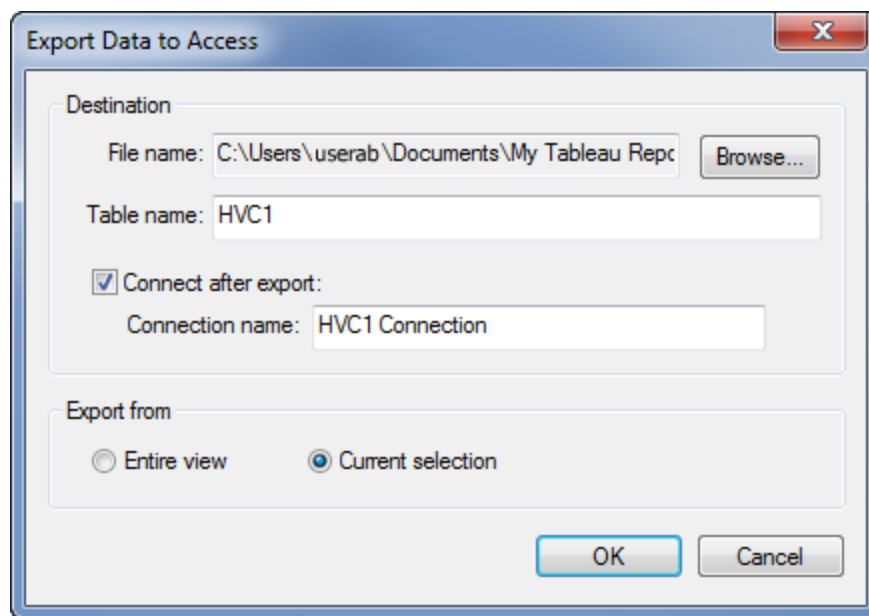 Export Data to Access
Destination
File name: C:\Users\userab\Documents\My Tableau Repo
Browse...
Table name: HVC1
Connect after export:
Connection name: HVC1 Connection
Export from
Entire view Current selection
OK Cancel